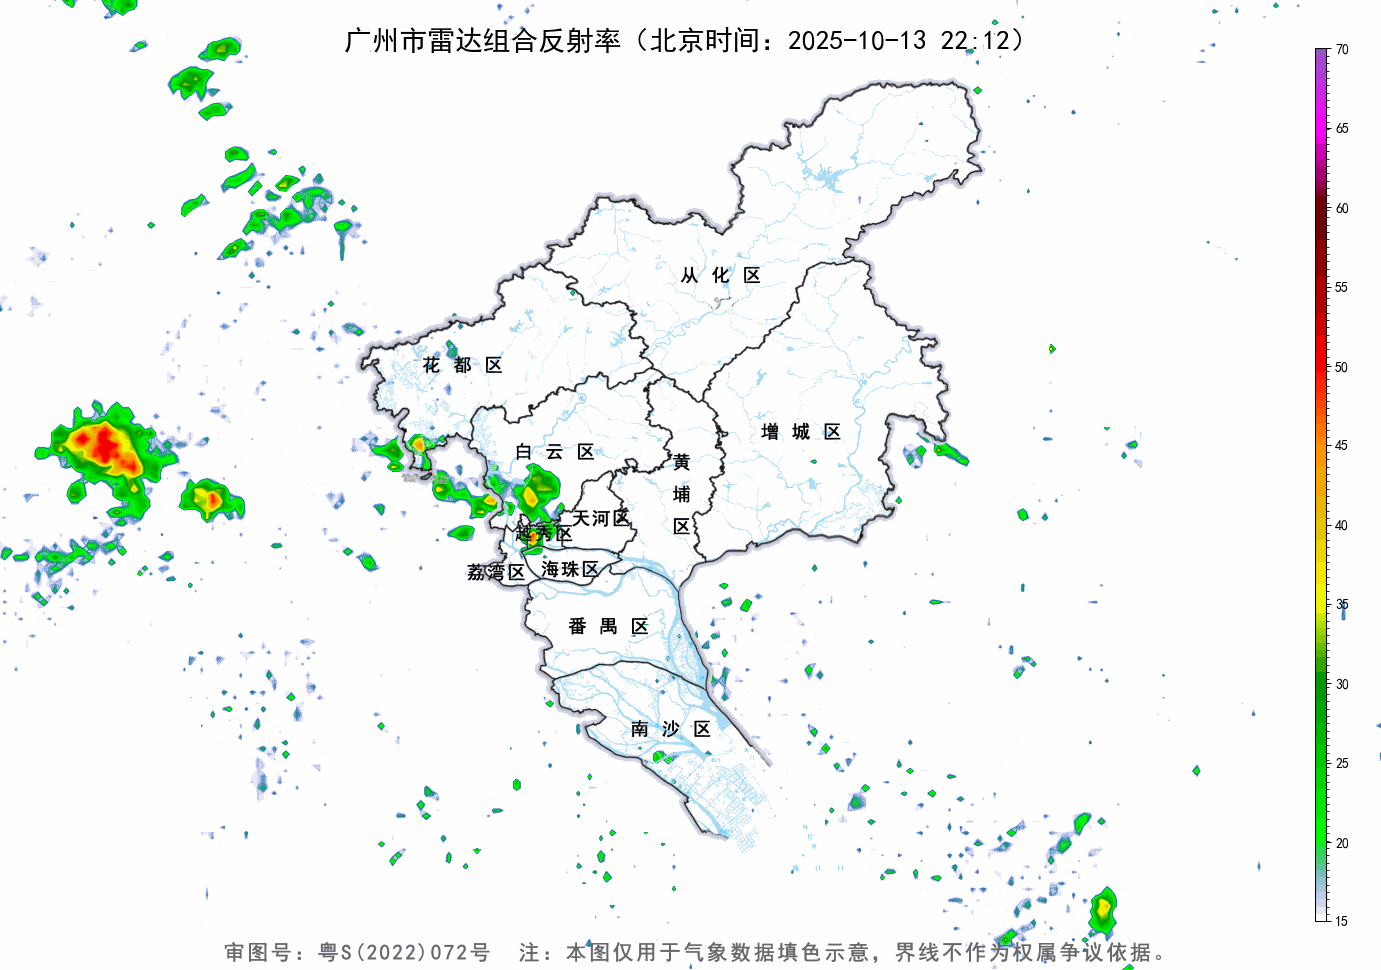 广州市雷达组合反射率（北京时间：2025-10-13 22:12）
70
65
60
55
50
45
40
35
30
25
20
15
从化区
花都区
增城区
白云区
黄埔区
天河区
越秀区
荔湾区
海珠区
番禺区
南沙区
审图号：粤S(2022)072号 注：本图仅用于气象数据填色示意，界线不作为权属争议依据。